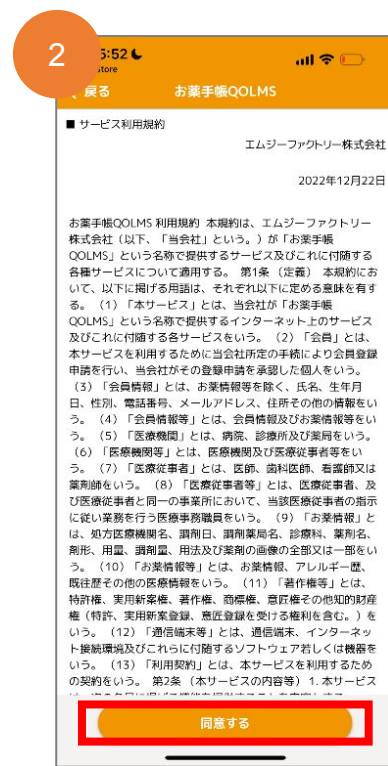 2
5:52
Store
戻る
お薬手帳QOLMS
■ サービス利用規約
エムジーファクトリー株式会社
2022年12月22日
お薬手帳QOLMS 利用規約 本規約は、エムジーファクトリー
株式会社（以下、「当会社」という。）が「お薬手帳
QOLMS」という名称で提供するサービス及びこれに付随する
各種サービスについて適用する。 第1条 （定義） 本規約にお
いて、以下に掲げる用語は、それぞれ以下に定める意味を有す
る。 （1）「本サービス」とは、当会社が「お薬手帳
QOLMS」という名称で提供するインターネット上のサービス
及びこれに付随する各サービスをいう。 （2）「会員」とは、
本サービスを利用するために当会社所定の手続により会員登録
申請を行い、当会社がその登録申請を承認した個人をいう。
（3）「会員情報」とは、お薬情報等を除く、氏名、生年月
日、性別、電話番号、メールアドレス、住所その他の情報をい
う。 （4）「会員情報等」とは、会員情報及びお薬情報等をい
う。 （5）「医療機関」とは、病院、診療所及び薬局をいう。
（6）「医療機関等」とは、医療機関及び医療従事者等をい
う。 （7）「医療従事者」とは、医師、歯科医師、看護師又は
薬剤師をいう。 （8）「医療従事者等」とは、医療従事者、及
び医療従事者と同一の事業所において、当該医療従事者の指示
に従い業務を行う医療事務職員をいう。 （9）「お薬情報」と
は、処方医療機関名、調剤日、調剤薬局名、診療科、薬剤名、
剤形、用量、調剤量、用法及び薬剤の画像の全部又は一部をい
う。 （10）「お薬情報等」とは、お薬情報、アレルギー歴、
既往歴その他の医療情報をいう。 （11）「著作権等」とは、
特許権、実用新案権、著作権、商標権、意匠権その他知的財産
権（特許、実用新案登録、意匠登録を受ける権利を含む。）を
いう。 （12）「通信端末等」とは、通信端末、インターネッ
ト接続環境及びこれらに付随するソフトウェア若しくは機器を
いう。 （13）「利用契約」とは、本サービスを利用するため
の契約をいう。 第2条 （本サービスの内容等） 1. 本サービス
同意する